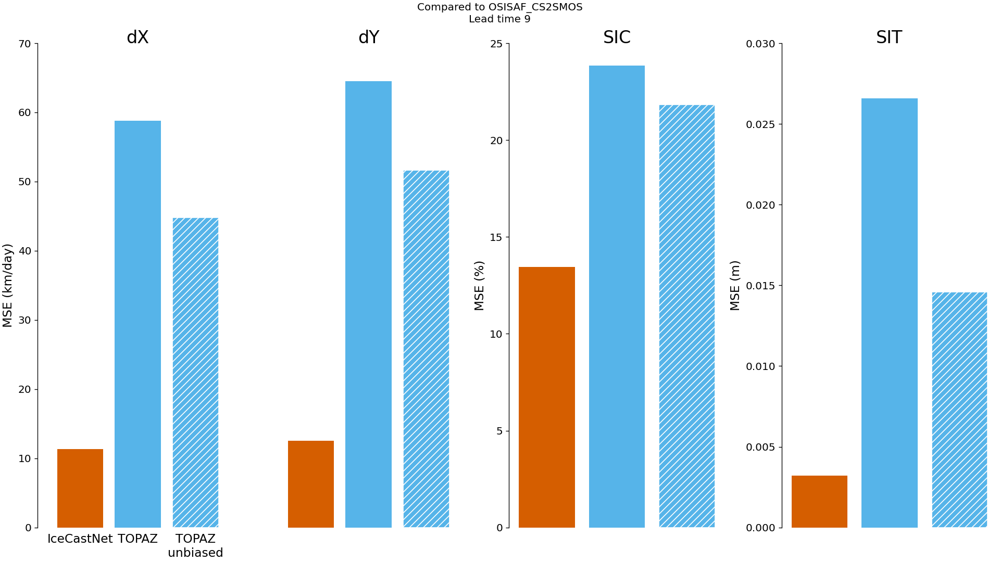 Compared to OSISAF_CS2SMOS
Lead time 9
dX
dY
SIC
SIT
MSE (km/day)
70
60
50
40
30
20
10
0
IceCastNet
TOPAZ
TOPAZ
unbiased
MSE (%)
25
20
15
10
5
0
MSE (m)
0.030
0.025
0.020
0.015
0.010
0.005
0.000